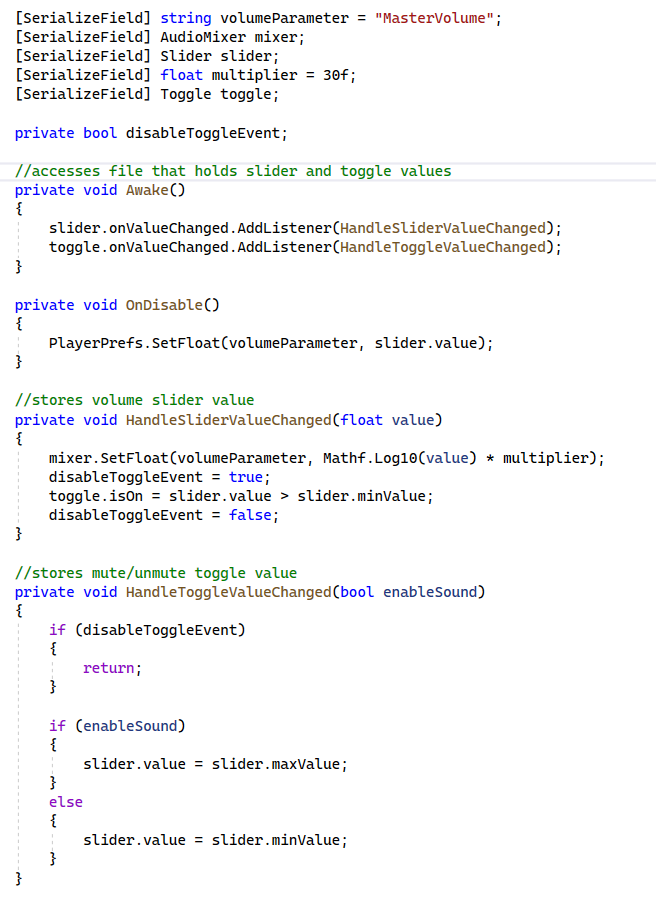 [SerializeField] string volumeParameter = "MasterVolume";
[SerializeField] AudioMixer mixer;
[SerializeField] Slider slider;
[SerializeField] float multiplier = 30f;
[SerializeField] Toggle toggle;

private bool disableToggleEvent;

//accesses file that holds slider and toggle values
private void Awake()
{
    slider.onValueChanged.AddListener(HandleSliderValueChanged);
    toggle.onValueChanged.AddListener(HandleToggleValueChanged);
}

private void OnDisable()
{
    PlayerPrefs.SetFloat(volumeParameter, slider.value);
}

//stores volume slider value
private void HandleSliderValueChanged(float value)
{
    mixer.SetFloat(volumeParameter, Mathf.Log10(value) * multiplier);
    disableToggleEvent = true;
    toggle.isOn = slider.value > slider.minValue;
    disableToggleEvent = false;
}

//stores mute/unmute toggle value
private void HandleToggleValueChanged(bool enableSound)
{
    if (disableToggleEvent)
    {
        return;
    }

    if (enableSound)
    {
        slider.value = slider.maxValue;
    }
    else
    {
        slider.value = slider.minValue;
    }
}